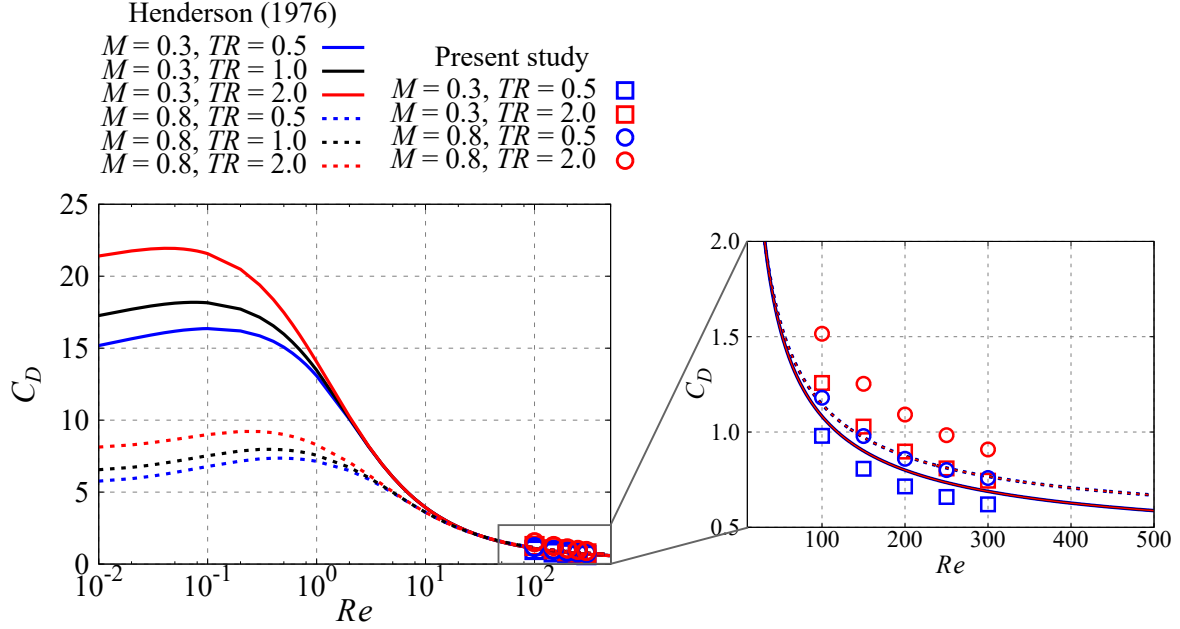 Henderson (1976)
M = 0.3, TR = 0.5
M = 0.3, TR = 1.0
M = 0.3, TR = 2.0
M = 0.8, TR = 0.5
M = 0.8, TR = 1.0
M = 0.8, TR = 2.0
Present study
M = 0.3, TR = 0.5
M = 0.3, TR = 2.0
M = 0.8, TR = 0.5
M = 0.8, TR = 2.0
25
20
15
10
5
0
C_D
10^-2
10^-1
10^0
10^1
10^2
Re
2.0
1.5
1.0
0.5
C_D
100
200
300
400
500
Re